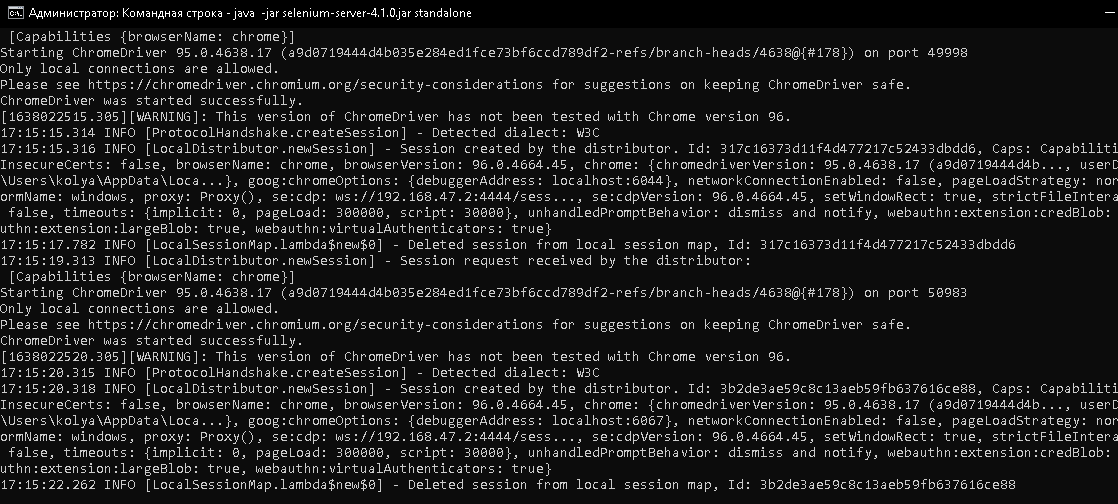 Администратор: Командная строка - java -jar selenium-server-4.1.0.jar standalone
[Capabilities {browserName: chrome}]
Starting ChromeDriver 95.0.4638.17 (a9d0719444d4b035e284ed1fce73bf6ccd789df2-refs/branch-heads/4638@{#178}) on port 49998
Only local connections are allowed.
Please see https://chromedriver.chromium.org/security-considerations for suggestions on keeping ChromeDriver safe.
ChromeDriver was started successfully.
[1638022515.305][WARNING]: This version of ChromeDriver has not been tested with Chrome version 96.
17:15:15.314 INFO [ProtocolHandshake.createSession] - Detected dialect: W3C
17:15:15.316 INFO [LocalDistributor.newSession] - Session created by the distributor. Id: 317c16373d11f4d477217c52433dbdd6, Caps: Capabiliti
InsecureCerts: false, browserName: chrome, browserVersion: 96.0.4664.45, chrome: {chromedriverVersion: 95.0.4638.17 (a9d0719444d4b..., userD
\Users\kolya\AppData\Loca...}, goog:chromeOptions: {debuggerAddress: localhost:6044}, networkConnectionEnabled: false, pageLoadStrategy: nor
ormName: windows, proxy: Proxy(), se:cdp: ws://192.168.47.2:4444/sess..., se:cdpVersion: 96.0.4664.45, setWindowRect: true, strictFileIntera
false, timeouts: {implicit: 0, pageLoad: 300000, script: 30000}, unhandledPromptBehavior: dismiss and notify, webauthn:extension:credBlob:
uthn:extension:largeBlob: true, webauthn:virtualAuthenticators: true}
17:15:17.782 INFO [LocalSessionMap.lambda$new$0] - Deleted session from local session map, Id: 317c16373d11f4d477217c52433dbdd6
17:15:19.313 INFO [LocalDistributor.newSession] - Session request received by the distributor:
[Capabilities {browserName: chrome}]
Starting ChromeDriver 95.0.4638.17 (a9d0719444d4b035e284ed1fce73bf6ccd789df2-refs/branch-heads/4638@{#178}) on port 50983
Only local connections are allowed.
Please see https://chromedriver.chromium.org/security-considerations for suggestions on keeping ChromeDriver safe.
ChromeDriver was started successfully.
[1638022520.305][WARNING]: This version of ChromeDriver has not been tested with Chrome version 96.
17:15:20.315 INFO [ProtocolHandshake.createSession] - Detected dialect: W3C
17:15:20.318 INFO [LocalDistributor.newSession] - Session created by the distributor. Id: 3b2de3ae59c8c13aeb59fb637616ce88, Caps: Capabiliti
InsecureCerts: false, browserName: chrome, browserVersion: 96.0.4664.45, chrome: {chromedriverVersion: 95.0.4638.17 (a9d0719444d4b..., userD
\Users\kolya\AppData\Loca...}, goog:chromeOptions: {debuggerAddress: localhost:6067}, networkConnectionEnabled: false, pageLoadStrategy: nor
ormName: windows, proxy: Proxy(), se:cdp: ws://192.168.47.2:4444/sess..., se:cdpVersion: 96.0.4664.45, setWindowRect: true, strictFileIntera
false, timeouts: {implicit: 0, pageLoad: 300000, script: 30000}, unhandledPromptBehavior: dismiss and notify, webauthn:extension:credBlob:
uthn:extension:largeBlob: true, webauthn:virtualAuthenticators: true}
17:15:22.262 INFO [LocalSessionMap.lambda$new$0] - Deleted session from local session map, Id: 3b2de3ae59c8c13aeb59fb637616ce88